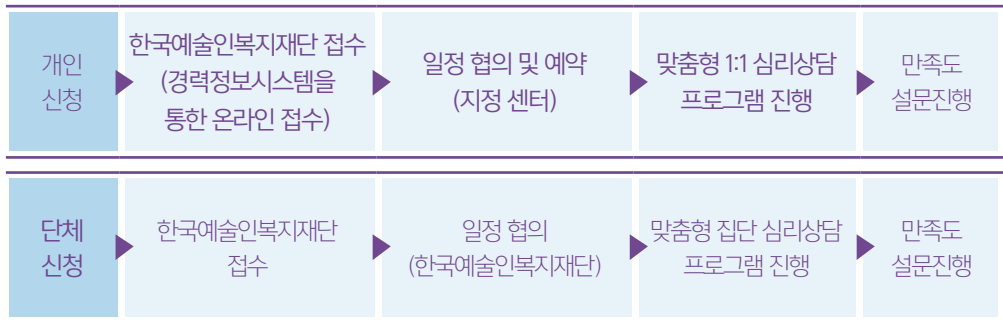 개인
신청
한국예술인복지재단 접수
(경력정보시스템을
통한 온라인 접수)
일정 협의 및 예약
(지정 센터)
맞춤형 1:1 심리상담
프로그램 진행
만족도
설문진행
단체
신청
한국예술인복지재단
접수
일정 협의
(한국예술인복지재단)
맞춤형 집단 심리상담
프로그램 진행
만족도
설문진행